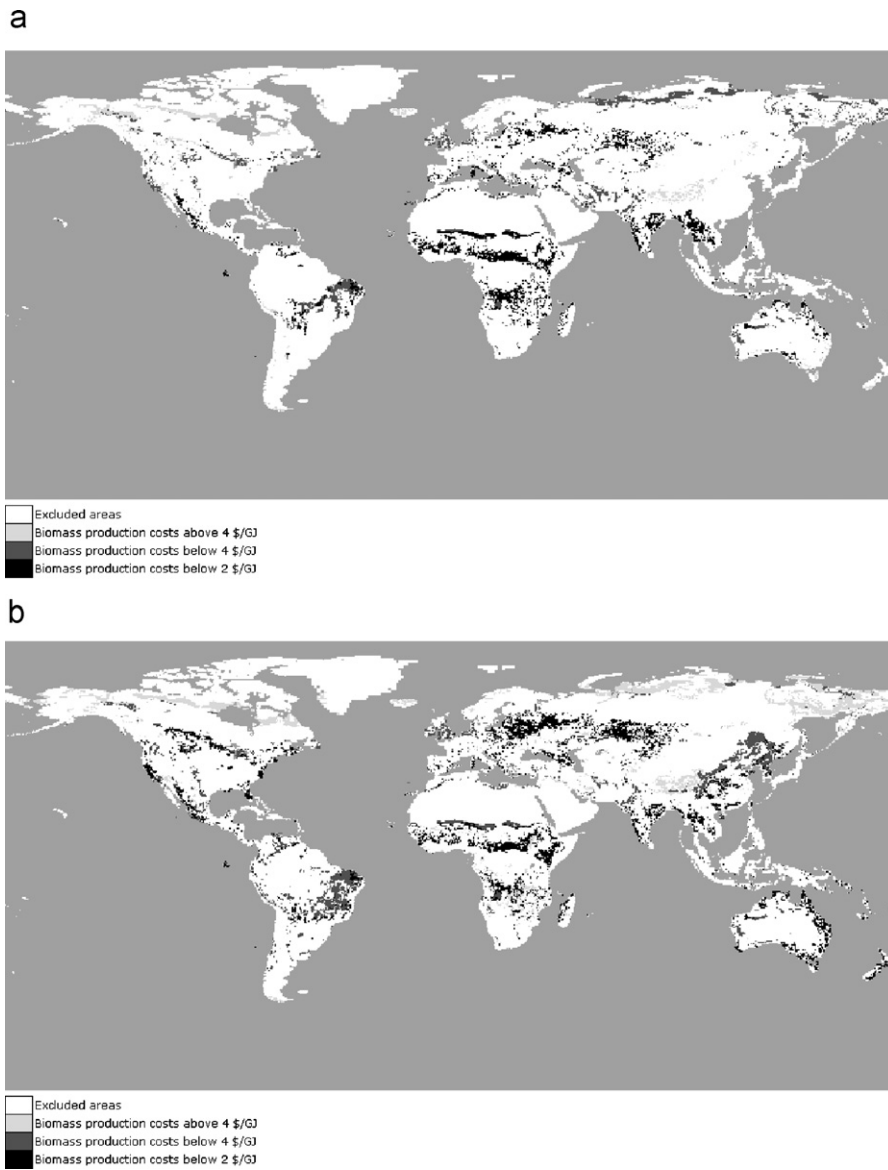 a
Excluded areas
Biomass production costs above 4 $/GJ
Biomass production costs below 4 $/GJ
Biomass production costs below 2 $/GJ
b
Excluded areas
Biomass production costs above 4 $/GJ
Biomass production costs below 4 $/GJ
Biomass production costs below 2 $/GJ